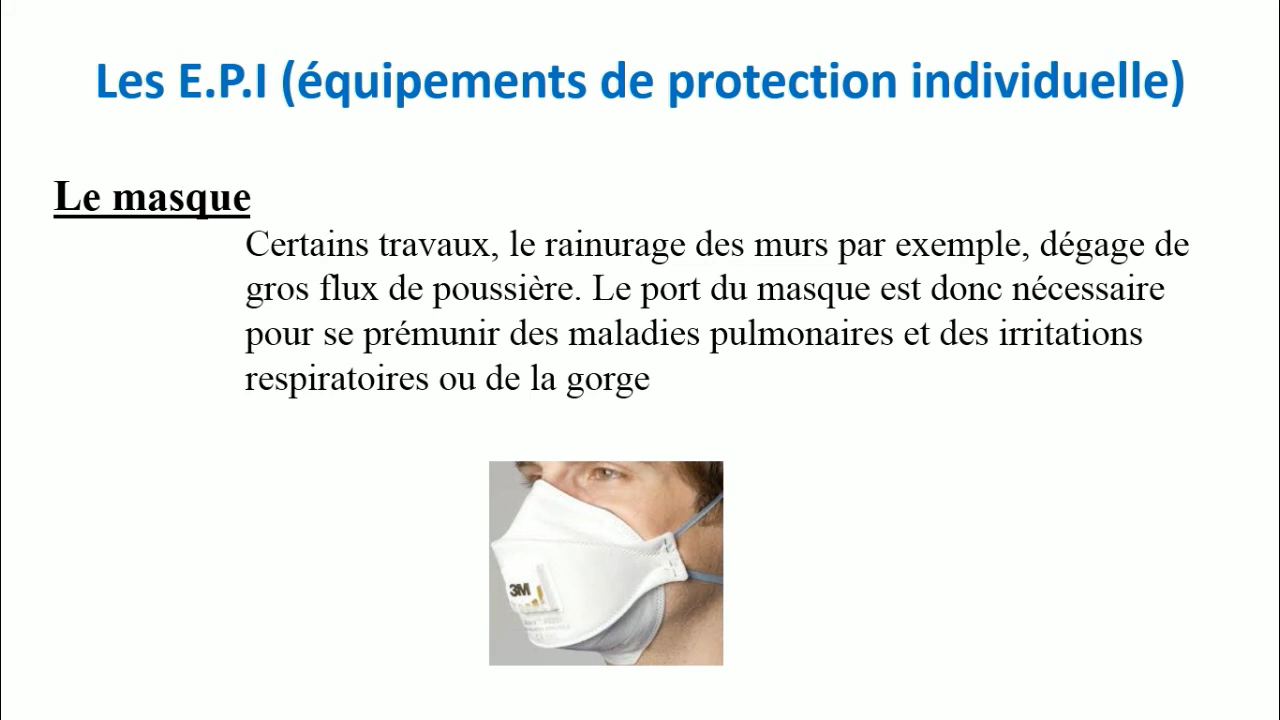 Les E.P.I (équipements de protection individuelle)
Le masque
Certains travaux, le rainurage des murs par exemple, dégage de
gros flux de poussière. Le port du masque est donc nécessaire
pour se prémunir des maladies pulmonaires et des irritations
respiratoires ou de la gorge
3M